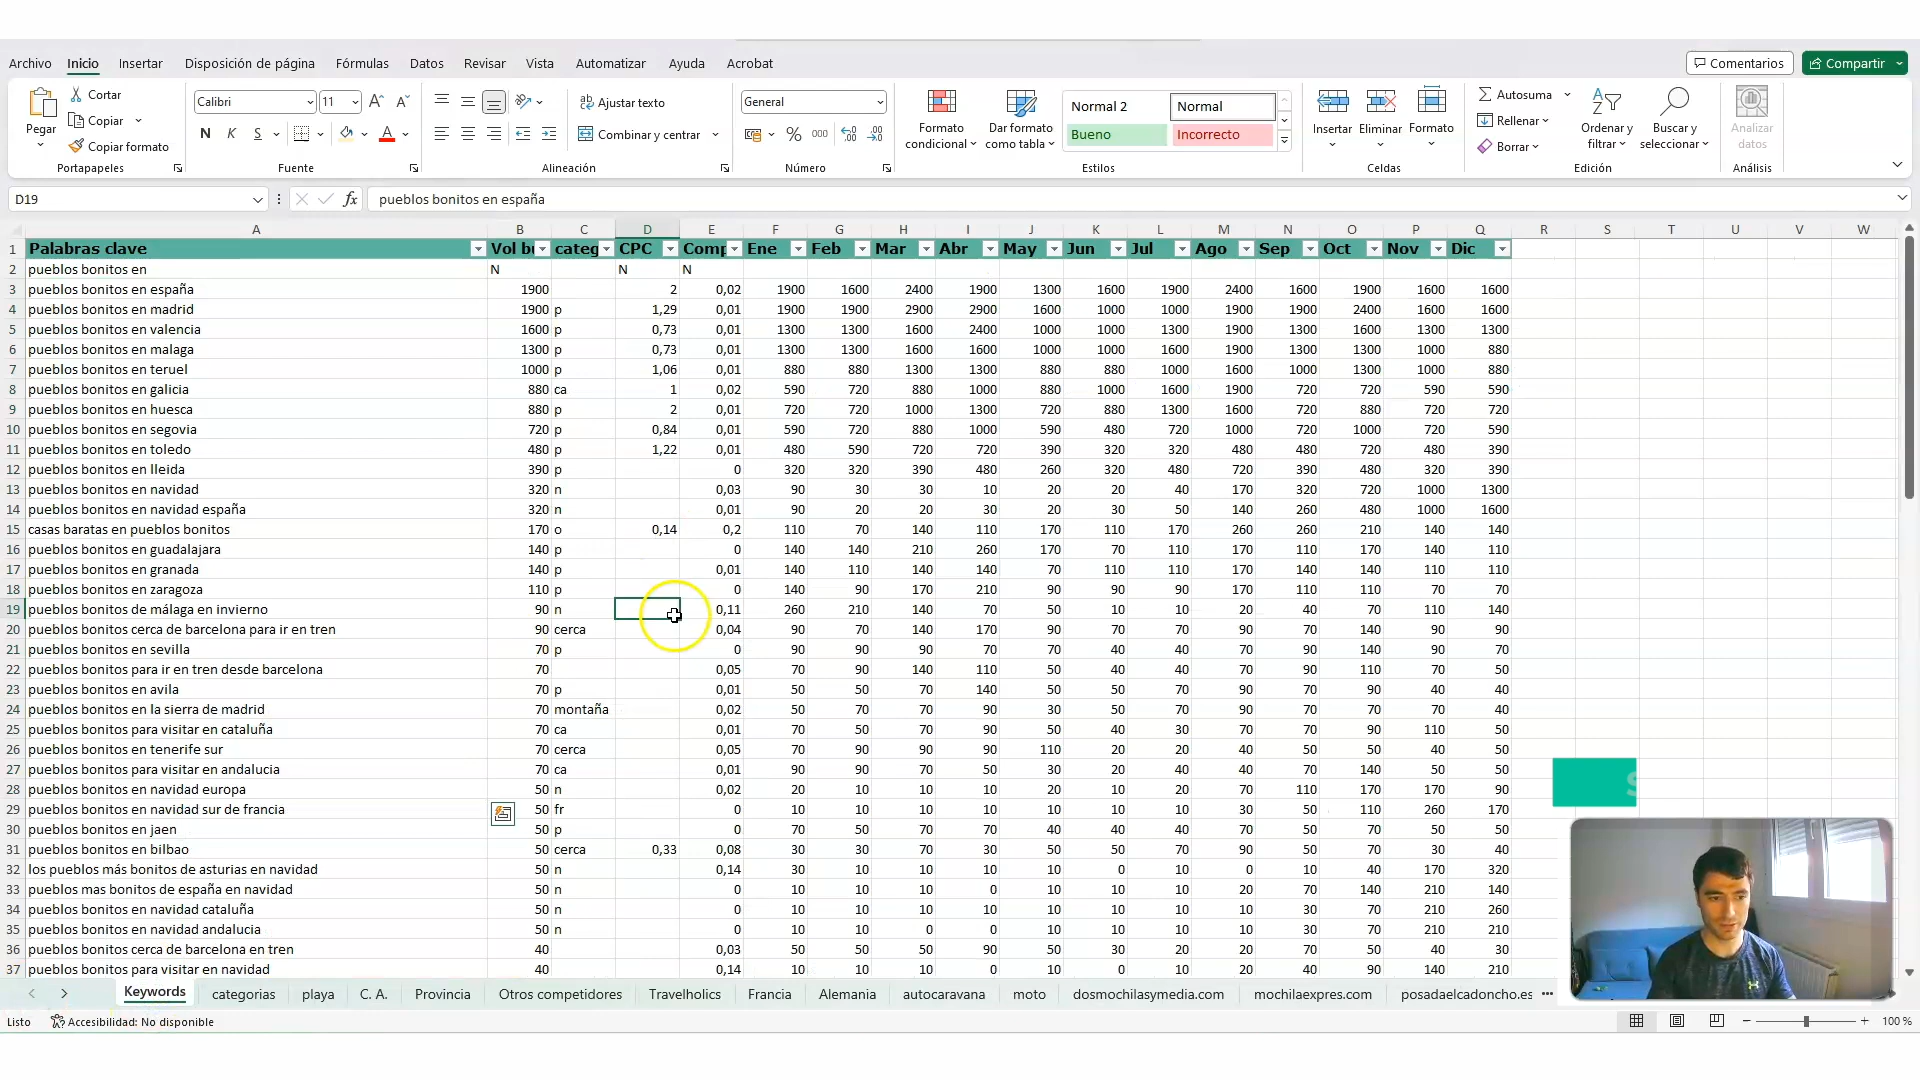 Archivo Inicio Insertar Disposición de página Fórmulas Datos Revisar Vista Automatizar Ayuda Acrobat Comentarios Compartir
Pegar Cortar Copiar Copiar formato Portapapeles
Calibri 11 N K S Fuente
Ajustar texto Combinar y centrar Alineación
General % 000 Número
Formato condicional Dar formato como tabla Normal 2 Normal Bueno Incorrecto Estilos
Insertar Eliminar Formato Celdas
Autosuma Rellenar Borrar Ordenar y filtrar Buscar y seleccionar Edición
Analizar datos Análisis
D19 fx pueblos bonitos en españa
A B C D E F G H I J K L M N O P Q R S T U V W
1 Palabras clave Vol bu categ CPC Comp Ene Feb Mar Abr May Jun Jul Ago Sep Oct Nov Dic
2 pueblos bonitos en N N N
3 pueblos bonitos en españa 1900 2 0,02 1900 1600 2400 1900 1300 1600 1900 2400 1600 1900 1600 1600
4 pueblos bonitos en madrid 1900 p 1,29 0,01 1900 1900 2900 2900 1600 1000 1000 1900 1900 2400 1600 1600
5 pueblos bonitos en valencia 1600 p 0,73 0,01 1300 1300 1600 2400 1000 1000 1900 1900 1300 1600 1300 1300
6 pueblos bonitos en malaga 1300 p 0,73 0,01 1300 1300 1600 1600 1000 1000 1600 1900 1300 1300 1000 880
7 pueblos bonitos en teruel 1000 p 1,06 0,01 880 880 1300 1300 880 880 1000 1600 1000 1300 1000 880
8 pueblos bonitos en galicia 880 ca 1 0,02 590 720 880 1000 880 1000 1600 1900 720 720 590 590
9 pueblos bonitos en huesca 880 p 2 0,01 720 720 1000 1300 720 880 1300 1600 720 880 720 720
10 pueblos bonitos en segovia 720 p 0,84 0,01 590 720 880 1000 590 480 720 1000 720 1000 720 590
11 pueblos bonitos en toledo 480 p 1,22 0,01 480 590 720 720 390 320 320 480 480 720 480 390
12 pueblos bonitos en lleida 390 p 0 320 320 390 480 260 320 480 720 390 480 320 390
13 pueblos bonitos en navidad 320 n 0,03 90 30 30 10 20 20 40 170 320 720 1000 1300
14 pueblos bonitos en navidad españa 320 n 0,01 90 20 20 30 20 30 50 140 260 480 1000 1600
15 casas baratas en pueblos bonitos 170 o 0,14 0,2 110 70 140 110 170 110 170 260 260 210 140 140
16 pueblos bonitos en guadalajara 140 p 0 140 140 210 260 170 70 110 170 110 170 140 110
17 pueblos bonitos en granada 140 p 0,01 140 110 140 140 70 110 110 170 140 140 110 110
18 pueblos bonitos en zaragoza 110 p 0 140 90 170 210 90 90 90 170 110 110 70 70
19 pueblos bonitos de málaga en invierno 90 n 0,11 260 210 140 70 50 10 10 20 40 70 110 140
20 pueblos bonitos cerca de barcelona para ir en tren 90 cerca 0,04 90 70 140 170 90 70 70 90 70 140 90 90
21 pueblos bonitos en sevilla 70 p 0 90 90 90 70 70 40 40 70 90 140 90 70
22 pueblos bonitos para ir en tren desde barcelona 70 0,05 70 90 140 110 50 40 40 70 90 110 70 50
23 pueblos bonitos en avila 70 p 0,01 50 50 70 140 50 50 70 90 70 90 40 40
24 pueblos bonitos en la sierra de madrid 70 montaña 0,02 50 70 70 90 30 50 70 90 70 70 70 40
25 pueblos bonitos para visitar en cataluña 70 ca 0,01 70 50 70 90 50 40 30 70 70 90 110 50
26 pueblos bonitos en tenerife sur 70 cerca 0,05 70 90 90 90 110 20 20 40 50 50 40 50
27 pueblos bonitos para visitar en andalucia 70 ca 0,01 90 90 70 50 30 20 40 40 70 140 50 50
28 pueblos bonitos en navidad europa 50 n 0,02 20 10 10 10 20 10 20 70 110 170 170 90
29 pueblos bonitos en navidad sur de francia 50 fr 0 10 10 10 10 10 10 10 30 50 110 260 170
30 pueblos bonitos en jaen 50 p 0 70 50 70 70 40 40 40 70 50 70 50 50
31 pueblos bonitos en bilbao 50 cerca 0,33 0,08 30 30 70 30 50 50 70 90 50 70 30 40
32 los pueblos más bonitos de asturias en navidad 50 n 0,14 30 10 10 10 10 0 10 0 10 40 170 320
33 pueblos mas bonitos de españa en navidad 50 n 0 10 10 10 0 10 10 10 20 70 140 210 140
34 pueblos bonitos en navidad cataluña 50 n 0 10 10 10 10 10 10 10 10 30 70 210 260
35 pueblos bonitos en navidad andalucia 50 n 0 10 10 0 0 10 10 10 10 30 70 210 210
36 pueblos bonitos cerca de barcelona en tren 40 0,03 50 50 50 90 50 30 20 20 70 50 40 30
37 pueblos bonitos para visitar en navidad 40 0,14 10 10 10 0 10 0 10 20 40 90 140 210
Keywords categorias playa C. A. Provincia Otros competidores Travelholics Francia Alemania autocaravana moto dosmochilasymedia.com mochilaexpres.com posadaelcadoncho.es ...
Listo Accesibilidad: No disponible 100 %